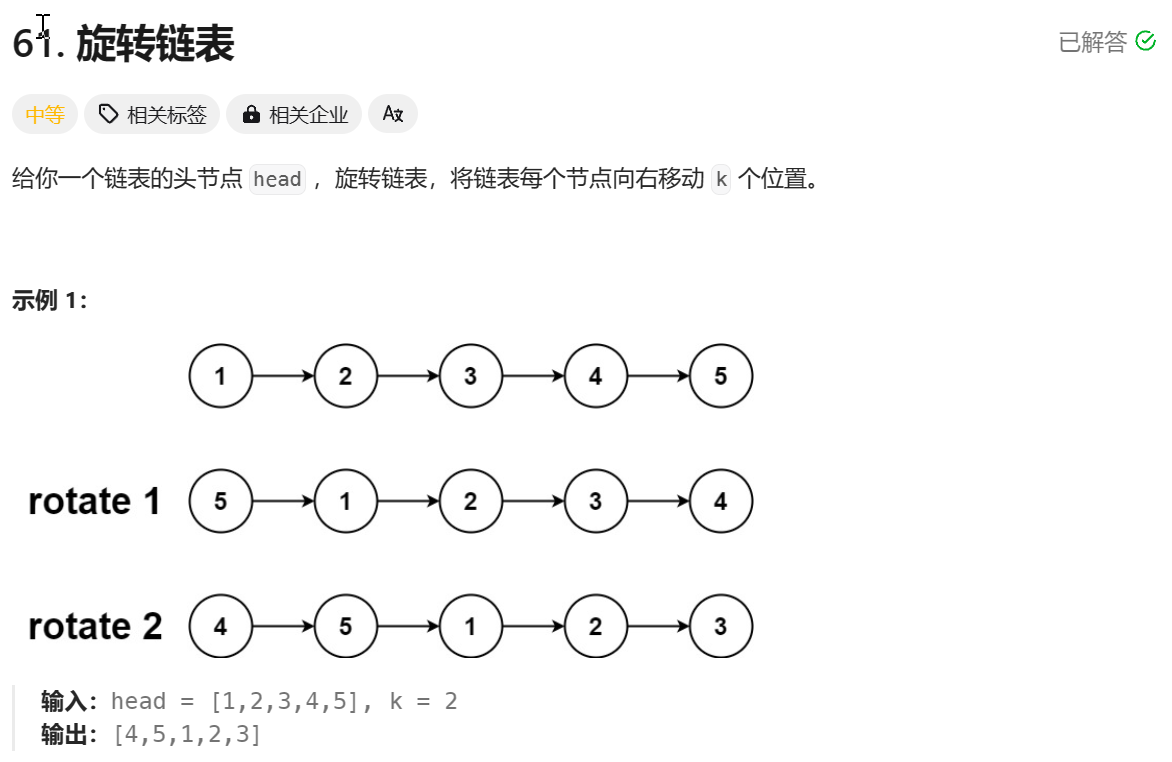 61. 旋转链表
已解答
中等 相关标签 相关企业
给你一个链表的头节点 head ，旋转链表，将链表每个节点向右移动 k 个位置。
示例 1：
1 2 3 4 5
rotate 1 5 1 2 3 4
rotate 2 4 5 1 2 3
输入：head = [1,2,3,4,5], k = 2
输出：[4,5,1,2,3]